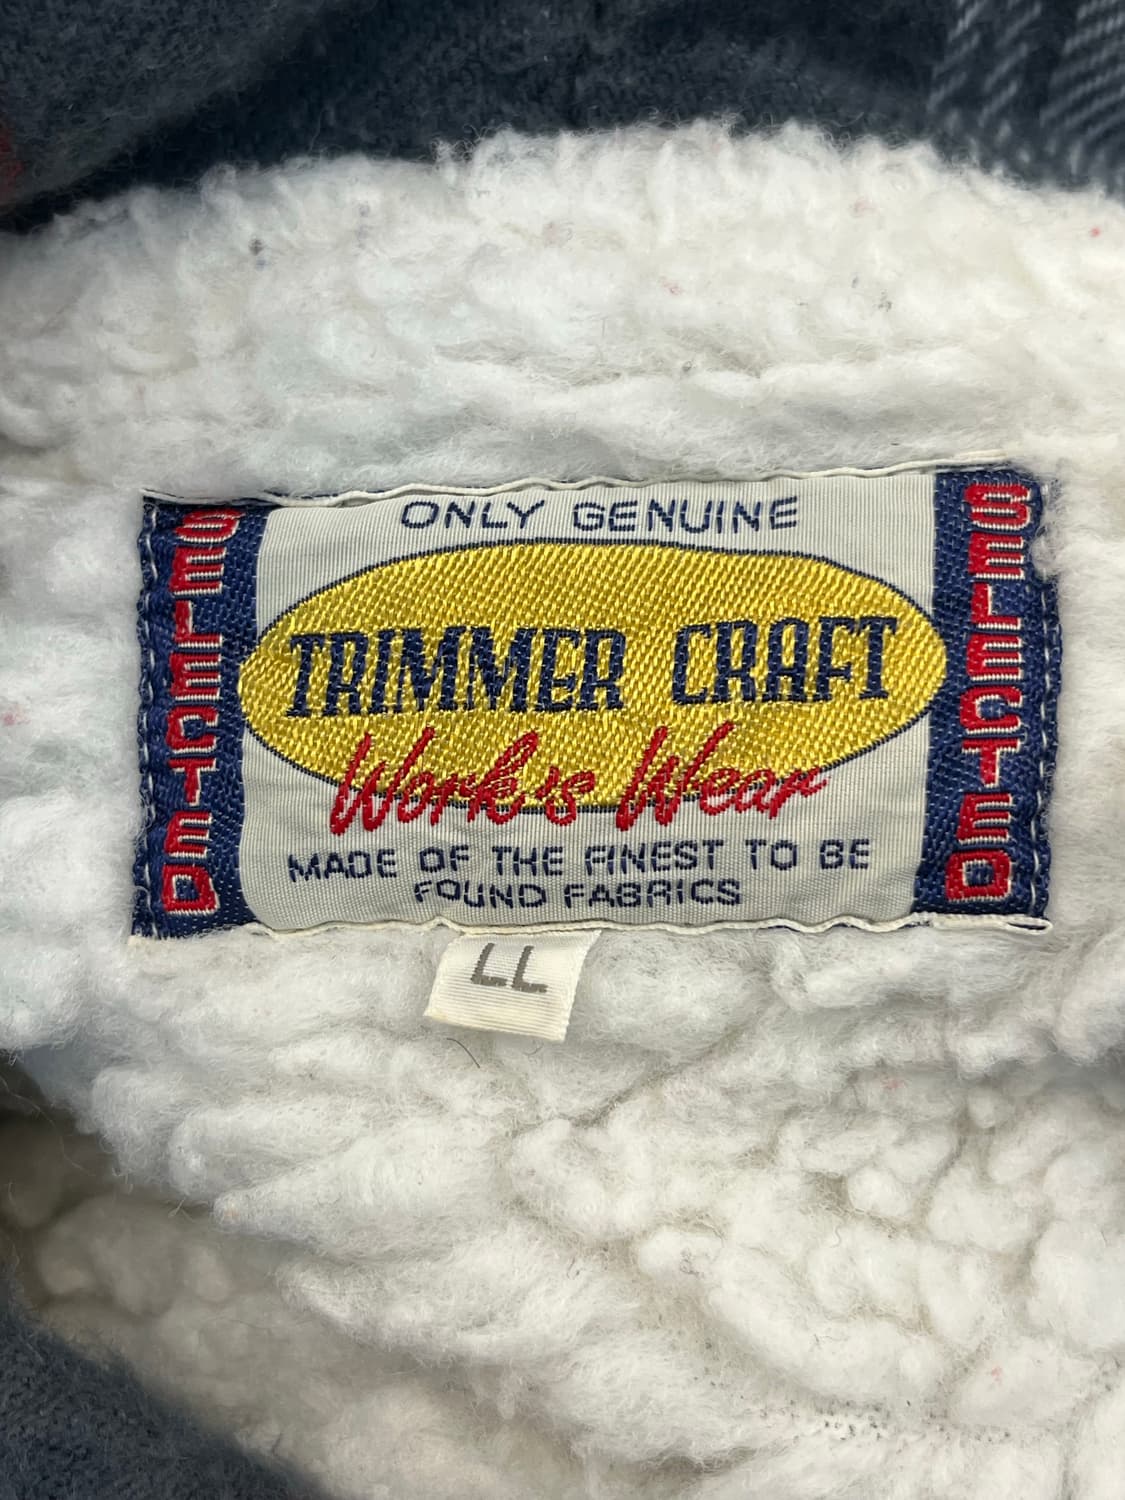 ONLY GENUINE
SELECTED
TRIMMER CRAFT
Work's Wear
MADE OF THE FINEST TO BE
FOUND FABRICS
SELECTED
LL